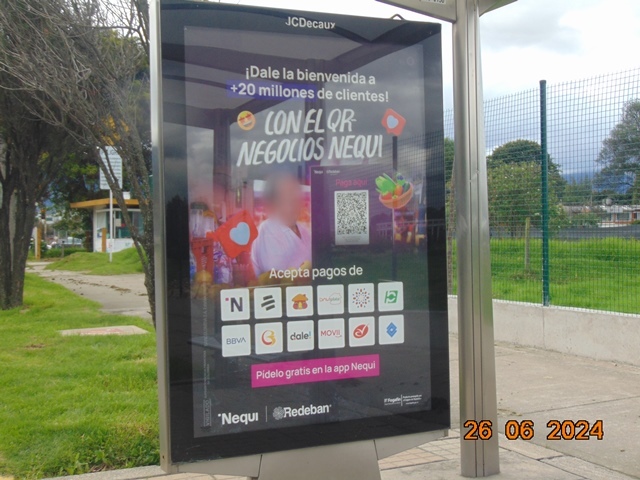 JCDecaux
¡Dale la bienvenida a
+20 millones de clientes!
CON EL QR-
NEGOCIOS NEQUI
Acepta pagos de
N
BBVA
dale!
MOVII
Pídelo gratis en la app Nequi
Nequi
Redeban
26 06 2024